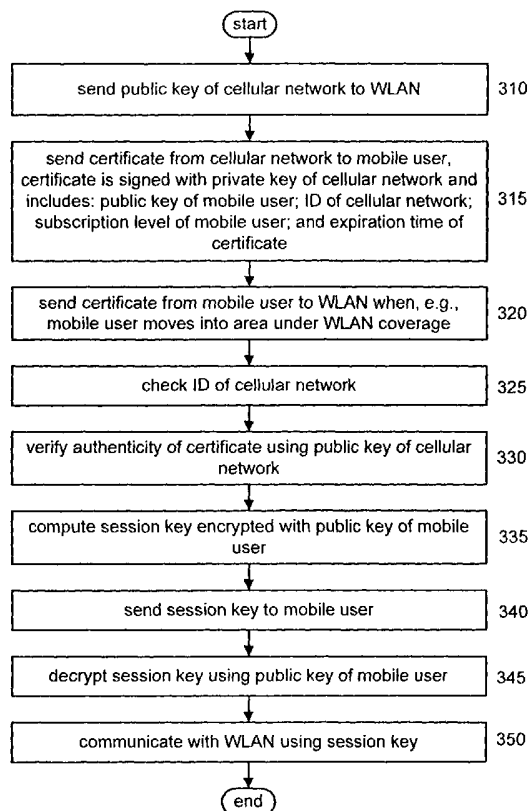 start
send public key of cellular network to WLAN
310
send certificate from cellular network to mobile user,
certificate is signed with private key of cellular network and
includes: public key of mobile user; ID of cellular network;
subscription level of mobile user; and expiration time of
certificate
315
send certificate from mobile user to WLAN when, e.g.,
mobile user moves into area under WLAN coverage
320
check ID of cellular network
325
verify authenticity of certificate using public key of cellular
network
330
compute session key encrypted with public key of mobile
user
335
send session key to mobile user
340
decrypt session key using public key of mobile user
345
communicate with WLAN using session key
350
end